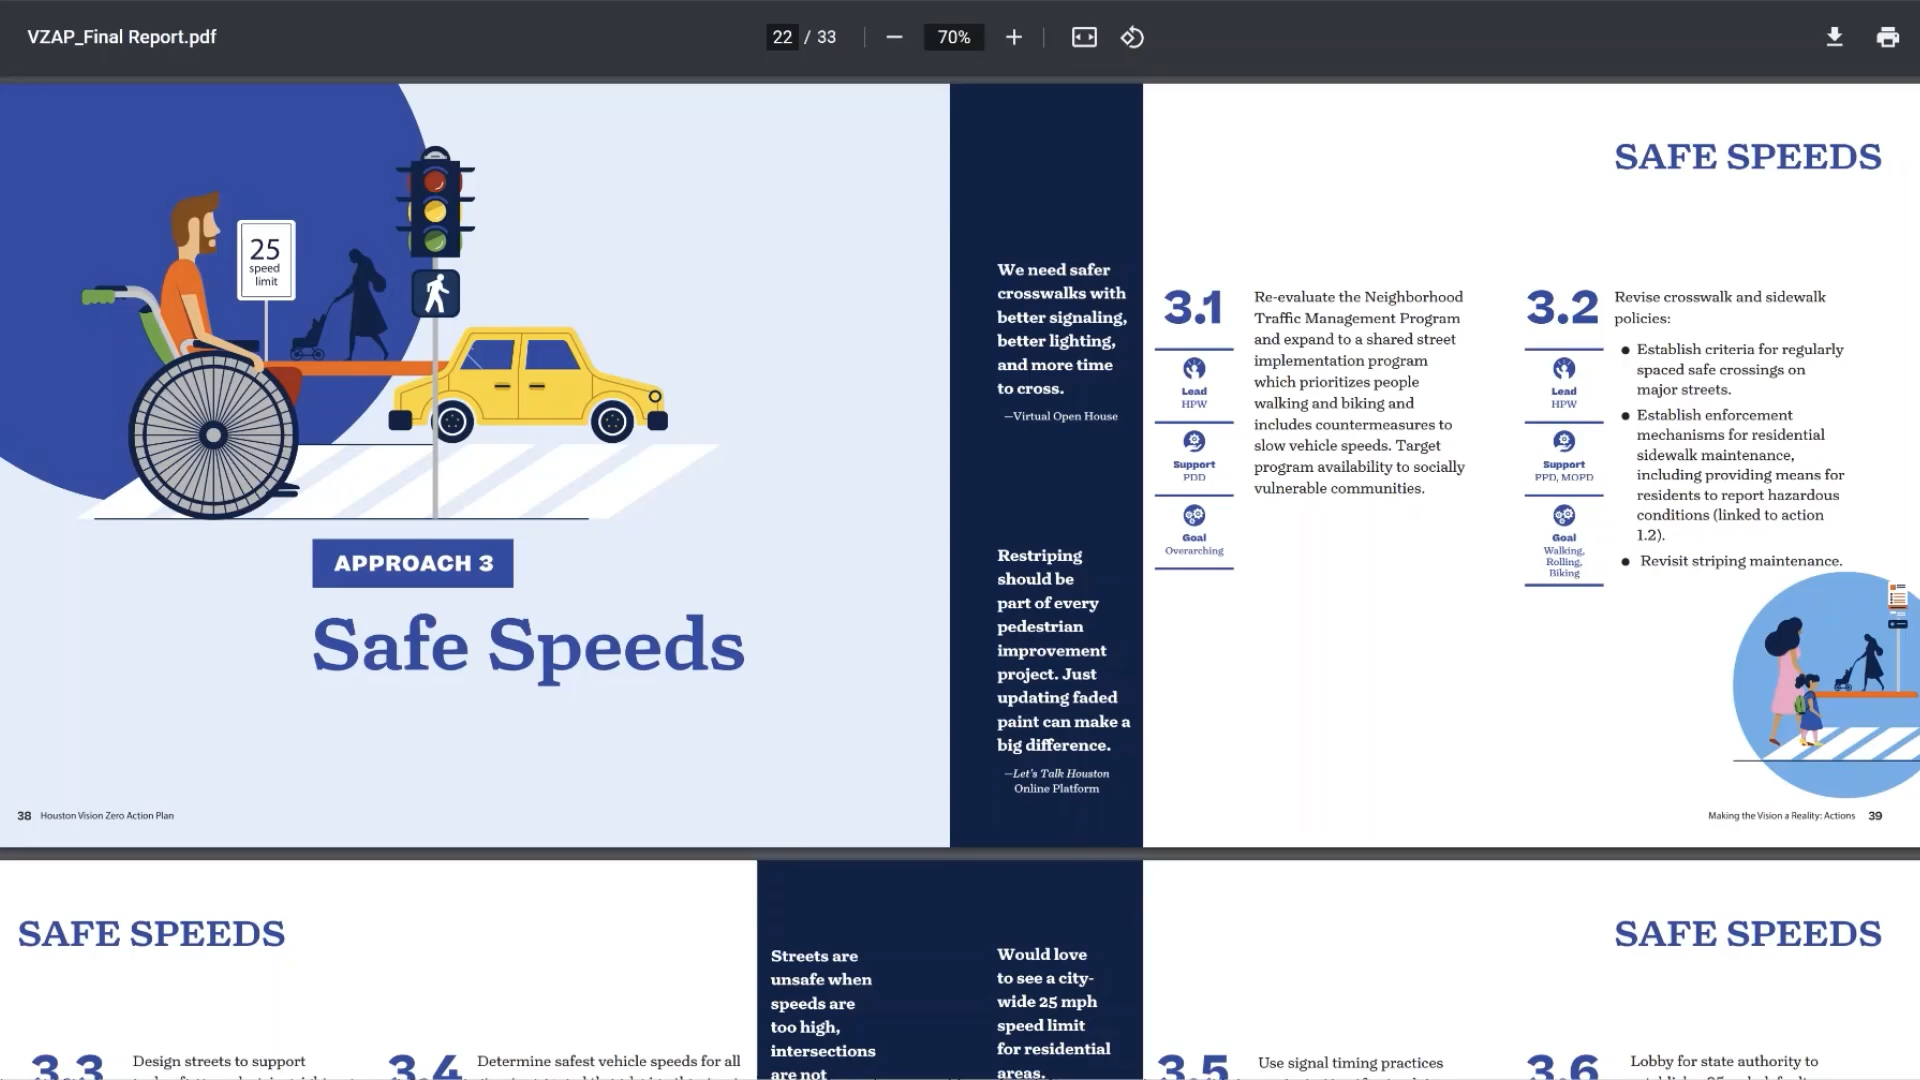 VZAP_Final Report.pdf
22 / 33
70%
25
speed
limit
APPROACH 3
Safe Speeds
38 Houston Vision Zero Action Plan
We need safer
crosswalks with
better signaling,
better lighting,
and more time
to cross.
—Virtual Open House
Restriping
should be
part of every
pedestrian
improvement
project. Just
updating faded
paint can make a
big difference.
—Let's Talk Houston
Online Platform
SAFE SPEEDS
3.1
Lead
HPW
Support
PDD
Goal
Overarching
Re-evaluate the Neighborhood
Traffic Management Program
and expand to a shared street
implementation program
which prioritizes people
walking and biking and
includes countermeasures to
slow vehicle speeds. Target
program availability to socially
vulnerable communities.
3.2
Lead
HPW
Support
PPD, MOPD
Goal
Walking,
Rolling,
Biking
Revise crosswalk and sidewalk
policies:
● Establish criteria for regularly
spaced safe crossings on
major streets.
● Establish enforcement
mechanisms for residential
sidewalk maintenance,
including providing means for
residents to report hazardous
conditions (linked to action
1.2).
● Revisit striping maintenance.
Making the Vision a Reality: Actions 39
SAFE SPEEDS
3.3
Design streets to support
3.4
Determine safest vehicle speeds for all
Streets are
unsafe when
speeds are
too high,
intersections
are not
Would love
to see a city-
wide 25 mph
speed limit
for residential
areas.
SAFE SPEEDS
3.5
Use signal timing practices
3.6
Lobby for state authority to